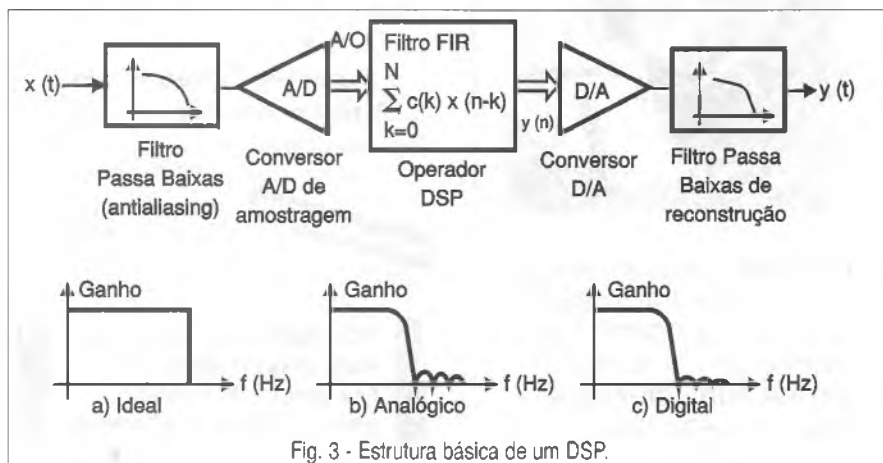 x (t)
Filtro
Passa Baixas
(antialiasing)
A/D
Conversor
A/D de
amostragem
A/O
Filtro FIR
N
∑ c(k) x (n-k)
k=0
Operador
DSP
y (n)
D/A
Conversor
D/A
Filtro Passa
Baixas de
reconstrução
y (t)
Ganho
f (Hz)
a) Ideal
Ganho
f (Hz)
b) Analógico
Ganho
f (Hz)
c) Digital
Fig. 3 - Estrutura básica de um DSP.